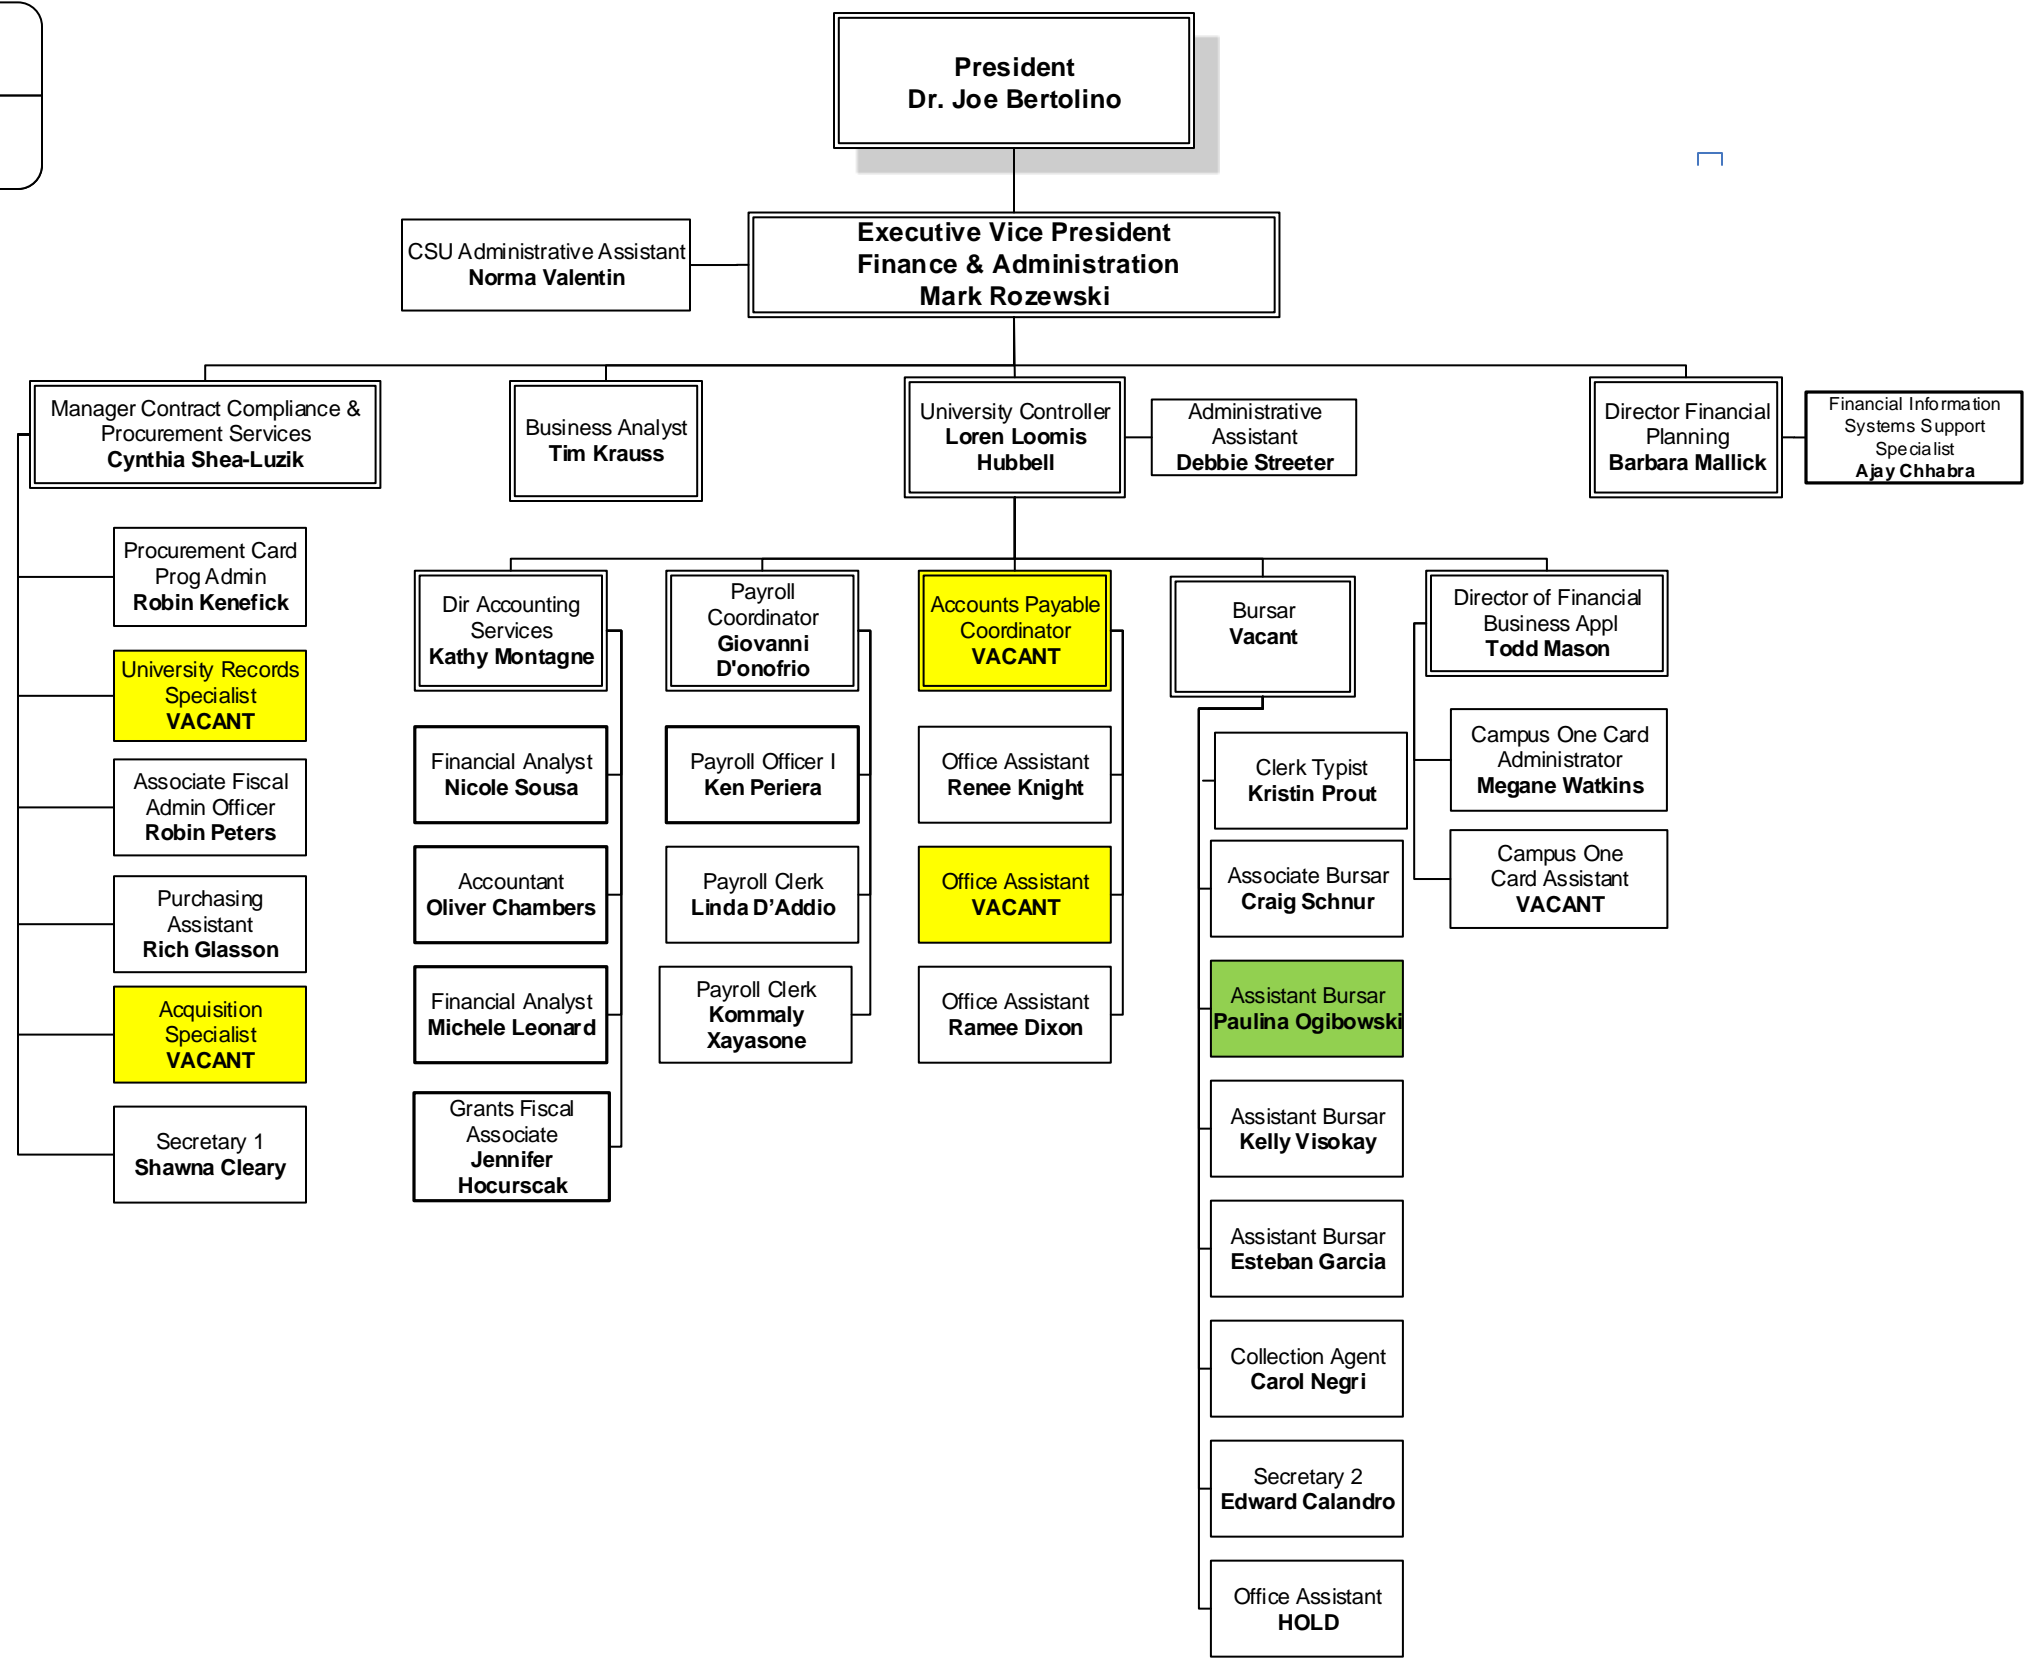 President
Dr. Joe Bertolino
CSU Administrative Assistant
Norma Valentin
Executive Vice President
Finance & Administration
Mark Rozewski
Manager Contract Compliance &
Procurement Services
Cynthia Shea-Luzik
Business Analyst
Tim Krauss
University Controller
Loren Loomis
Hubbell
Administrative
Assistant
Debbie Streeter
Director Financial
Planning
Barbara Mallick
Financial Information
Systems Support
Specialist
Ajay Chhabra
Procurement Card
Prog Admin
Robin Kenefick
University Records
Specialist
VACANT
Associate Fiscal
Admin Officer
Robin Peters
Purchasing
Assistant
Rich Glasson
Acquisition
Specialist
VACANT
Secretary 1
Shawna Cleary
Dir Accounting
Services
Kathy Montagne
Financial Analyst
Nicole Sousa
Accountant
Oliver Chambers
Financial Analyst
Michele Leonard
Grants Fiscal
Associate
Jennifer
Hocurscak
Payroll
Coordinator
Giovanni
D'onofrio
Payroll Officer I
Ken Periera
Payroll Clerk
Linda D’Addio
Payroll Clerk
Kommaly
Xayasone
Accounts Payable
Coordinator
VACANT
Office Assistant
Renee Knight
Office Assistant
VACANT
Office Assistant
Ramee Dixon
Bursar
Vacant
Clerk Typist
Kristin Prout
Associate Bursar
Craig Schnur
Assistant Bursar
Paulina Ogibowski
Assistant Bursar
Kelly Visokay
Assistant Bursar
Esteban Garcia
Collection Agent
Carol Negri
Secretary 2
Edward Calandro
Office Assistant
HOLD
Director of Financial
Business Appl
Todd Mason
Campus One Card
Administrator
Megane Watkins
Campus One
Card Assistant
VACANT